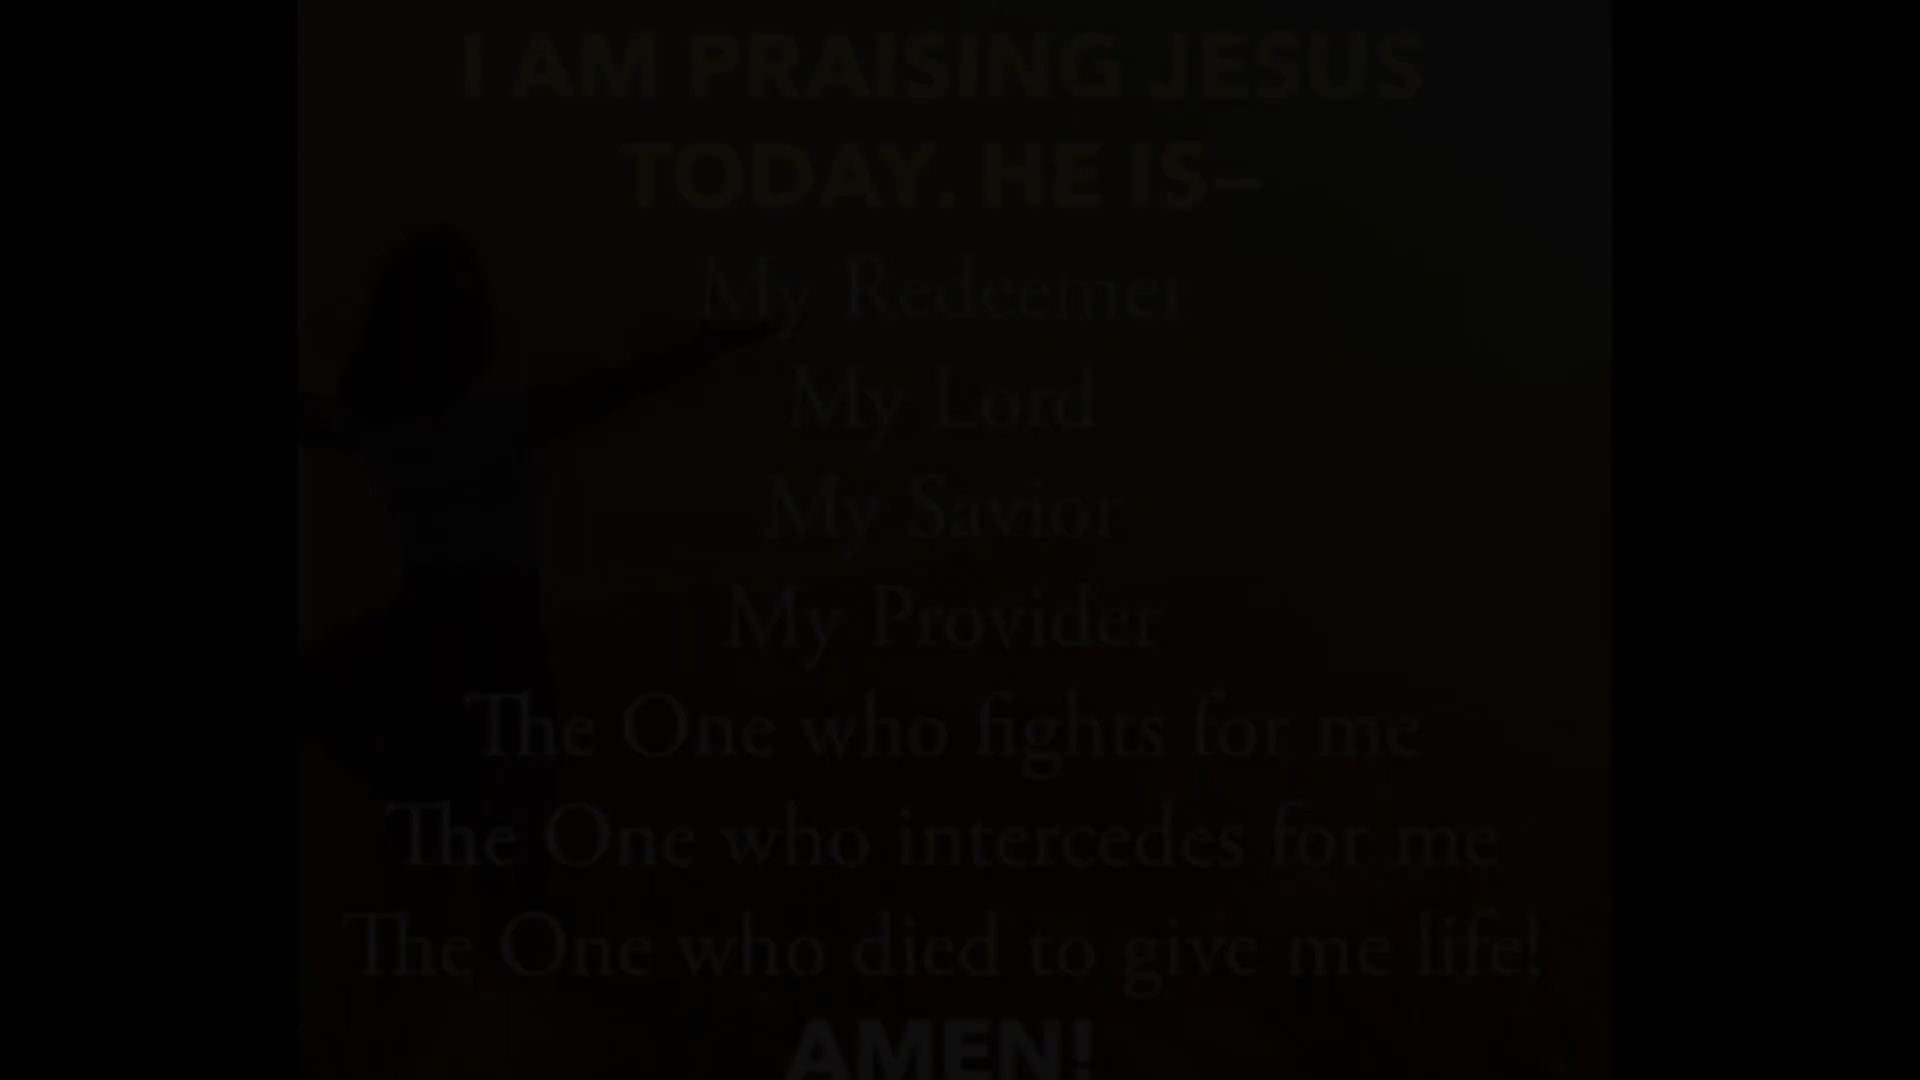 I AM PRAISING JESUS
TODAY. HE IS–
My Redeemer
My Lord
My Savior
My Provider
The One who fights for me
The One who intercedes for me
The One who died to give me life!
AMEN!